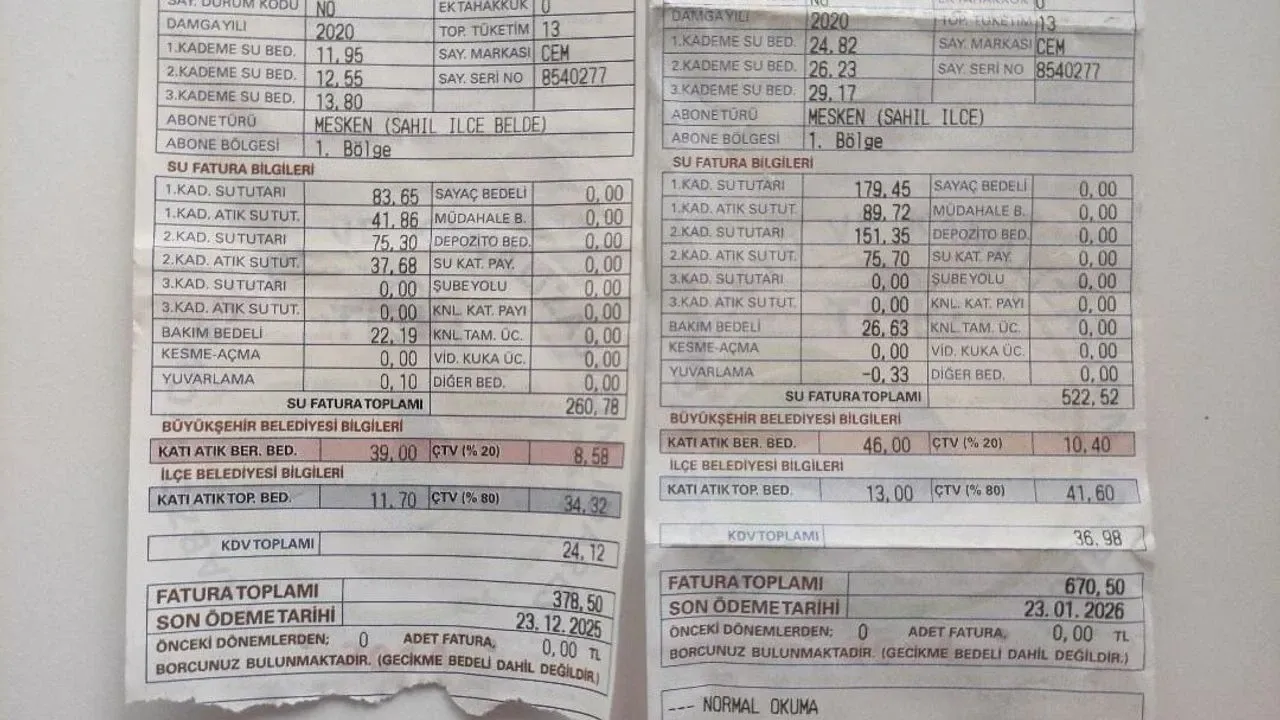 SAY. DURUM KODU NO EK TAHAKKUK 0
DAMGA YILI 2020 TOP. TÜKETİM 13
1.KADEME SU BED. 11,95 SAY. MARKASI CEM
2.KADEME SU BED. 12,55 SAY. SERİ NO 8540277
3.KADEME SU BED. 13,80
ABONE TÜRÜ MESKEN (SAHIL ILCE BELDE)
ABONE BÖLGESİ 1. Bölge
SU FATURA BİLGİLERİ
1.KAD. SU TUTARI 83,65 SAYAÇ BEDELİ 0,00
1.KAD. ATIK SU TUT. 41,86 MÜDAHALE B. 0,00
2.KAD. SU TUTARI 75,30 DEPOZİTO BED. 0,00
2.KAD. ATIK SU TUT. 37,68 SU KAT. PAY. 0,00
3.KAD. SU TUTARI 0,00 ŞUBE YOLU 0,00
3.KAD. ATIK SU TUT. 0,00 KNL. KAT. PAYI 0,00
BAKIM BEDELİ 22,19 KNL. TAM. ÜC. 0,00
KESME-AÇMA 0,00 VİD. KUKA ÜC. 0,00
YUVARLAMA 0,10 DİĞER BED. 0,00
SU FATURA TOPLAMI 260,78
BÜYÜKŞEHİR BELEDİYESİ BİLGİLERİ
KATI ATIK BER. BED. 39,00 ÇTV (% 20) 8,58
İLÇE BELEDİYESİ BİLGİLERİ
KATI ATIK TOP. BED. 11,70 ÇTV (% 80) 34,32
KDV TOPLAMI 24,12
FATURA TOPLAMI 378,50
SON ÖDEME TARİHİ 23.12.2025
ÖNCEKİ DÖNEMLERDEN; 0 ADET FATURA, 0,00 TL
BORCUNUZ BULUNMAKTADIR. (GECİKME BEDELİ DAHİL DEĞİLDİR.)
NO EK TAHAKKUK 0
DAMGA YILI 2020 TOP. TÜKETİM 13
1.KADEME SU BED. 24,82 SAY. MARKASI CEM
2.KADEME SU BED. 26,23 SAY. SERİ NO 8540277
3.KADEME SU BED. 29,17
ABONE TÜRÜ MESKEN (SAHIL ILCE)
ABONE BÖLGESİ 1. Bölge
SU FATURA BİLGİLERİ
1.KAD. SU TUTARI 179,45 SAYAÇ BEDELİ 0,00
1.KAD. ATIK SU TUT. 89,72 MÜDAHALE B. 0,00
2.KAD. SU TUTARI 151,35 DEPOZİTO BED. 0,00
2.KAD. ATIK SU TUT. 75,70 SU KAT. PAY. 0,00
3.KAD. SU TUTARI 0,00 ŞUBE YOLU 0,00
3.KAD. ATIK SU TUT. 0,00 KNL. KAT. PAYI 0,00
BAKIM BEDELİ 26,63 KNL. TAM. ÜC. 0,00
KESME-AÇMA 0,00 VİD. KUKA ÜC. 0,00
YUVARLAMA -0,33 DİĞER BED. 0,00
SU FATURA TOPLAMI 522,52
BÜYÜKŞEHİR BELEDİYESİ BİLGİLERİ
KATI ATIK BER. BED. 46,00 ÇTV (% 20) 10,40
İLÇE BELEDİYESİ BİLGİLERİ
KATI ATIK TOP. BED. 13,00 ÇTV (% 80) 41,60
KDV TOPLAMI 36,98
FATURA TOPLAMI 670,50
SON ÖDEME TARİHİ 23.01.2026
ÖNCEKİ DÖNEMLERDEN; 0 ADET FATURA, 0,00 TL
BORCUNUZ BULUNMAKTADIR. (GECİKME BEDELİ DAHİL DEĞİLDİR.)
--- NORMAL OKUMA